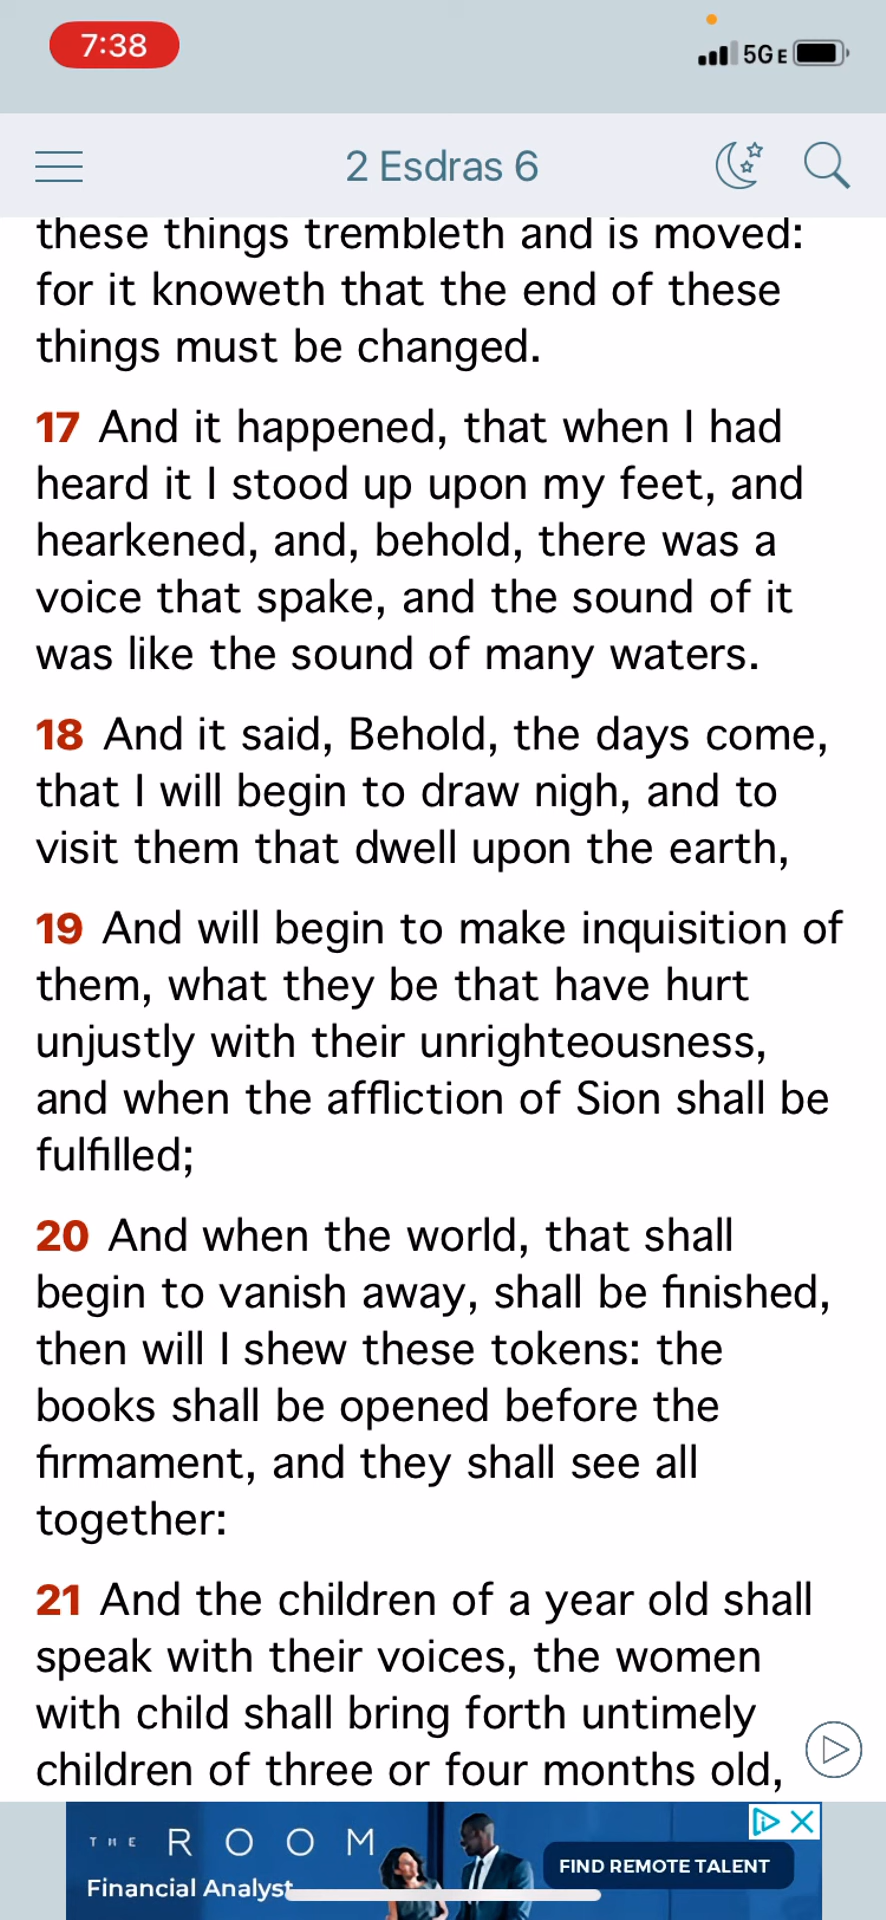 7:38
5G E
2 Esdras 6
these things trembleth and is moved:
for it knoweth that the end of these
things must be changed.
17 And it happened, that when I had
heard it I stood up upon my feet, and
hearkened, and, behold, there was a
voice that spake, and the sound of it
was like the sound of many waters.
18 And it said, Behold, the days come,
that I will begin to draw nigh, and to
visit them that dwell upon the earth,
19 And will begin to make inquisition of
them, what they be that have hurt
unjustly with their unrighteousness,
and when the affliction of Sion shall be
fulfilled;
20 And when the world, that shall
begin to vanish away, shall be finished,
then will I shew these tokens: the
books shall be opened before the
firmament, and they shall see all
together:
21 And the children of a year old shall
speak with their voices, the women
with child shall bring forth untimely
children of three or four months old,
THE ROOM
Financial Analyst
FIND REMOTE TALENT